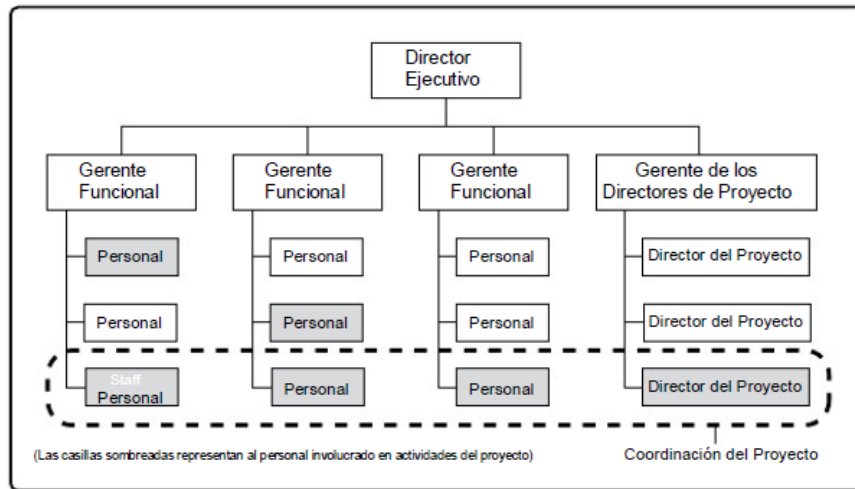 Director
Ejecutivo
Gerente
Funcional
Gerente
Funcional
Gerente
Funcional
Gerente de los
Directores de Proyecto
Personal
Personal
Personal
Director del Proyecto
Personal
Personal
Personal
Director del Proyecto
Staff
Personal
Personal
Personal
Director del Proyecto
(Las casillas sombreadas representan al personal involucrado en actividades del proyecto)
Coordinación del Proyecto